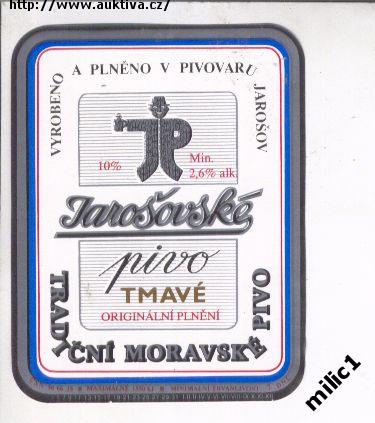 http://www.auktiva.cz/
VYROBENO A PLNĚNO V PIVOVARU JAROŠOV
JP
10% Min. 2,6% alk.
Jarošovské
pivo
TMAVÉ
ORIGINÁLNÍ PLNĚNÍ
TRADIČNÍ MORAVSKÉ PIVO
milic1